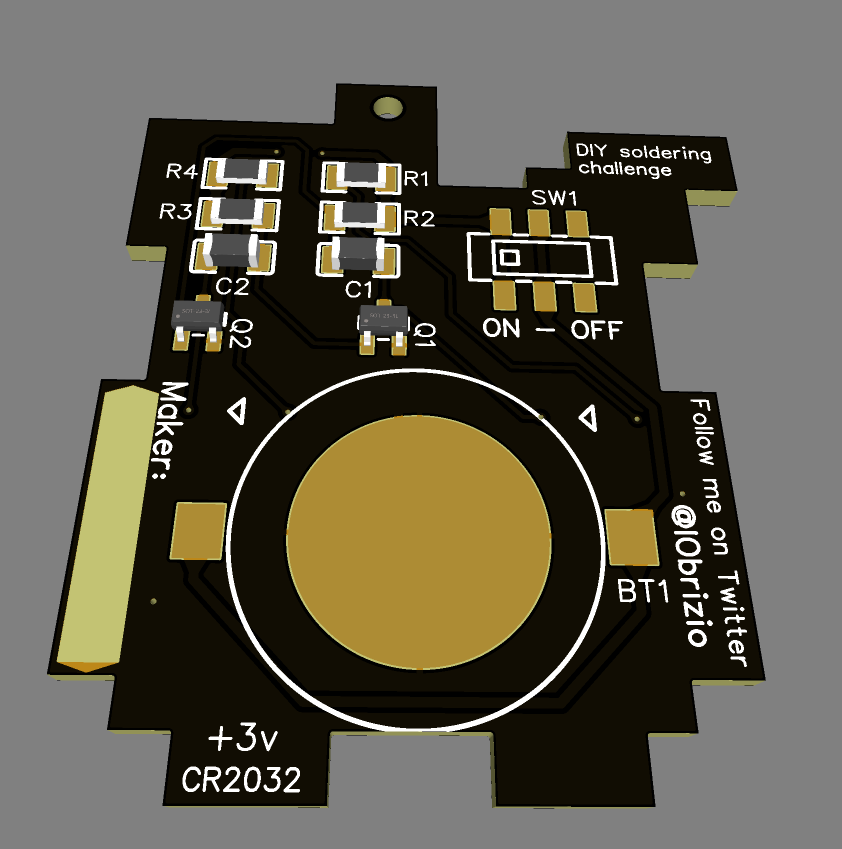 DIY soldering
challenge
R4
R1
R3
R2
SW1
C2
C1
Q2
Q1
ON - OFF
Maker:
Follow me on Twitter
@IObrizio
BT1
+3v
CR2032